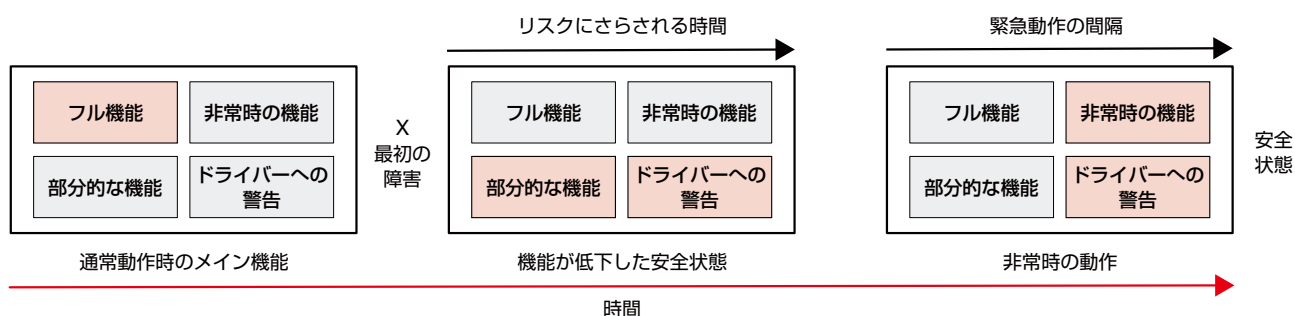 リスクにさらされる時間
緊急動作の間隔
フル機能
非常時の機能
部分的な機能
ドライバーへの
警告
X
最初の
障害
フル機能
非常時の機能
部分的な機能
ドライバーへの
警告
フル機能
非常時の機能
部分的な機能
ドライバーへの
警告
安全
状態
通常動作時のメイン機能
機能が低下した安全状態
非常時の動作
時間